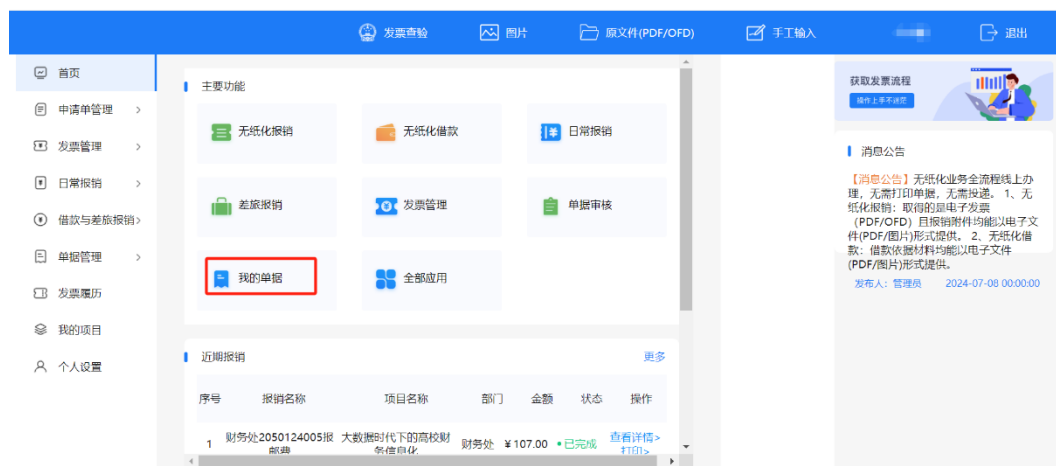 发票查验
图片
原文件(PDF/OFD)
手工输入
退出
首页
申请单管理
发票管理
日常报销
借款与差旅报销
单据管理
发票履历
我的项目
个人设置
主要功能
无纸化报销
无纸化借款
日常报销
差旅报销
发票管理
单据审核
我的单据
全部应用
近期报销
更多
序号 报销名称 项目名称 部门 金额 状态 操作
1 财务处2050124005报 大数据时代下的高校财 财务处 ¥107.00 •已完成 查看详情>
邮费 务信息化 打印>
获取发票流程
操作上手不迷茫
消息公告
【消息公告】无纸化业务全流程线上办
理，无需打印单据，无需投递。 1、无
纸化报销：取得的是电子发票
（PDF/OFD）且报销附件均能以电子文
件(PDF/图片)形式提供。 2、无纸化借
款：借款依据材料均能以电子文件
(PDF/图片)形式提供。
发布人：管理员 2024-07-08 00:00:00